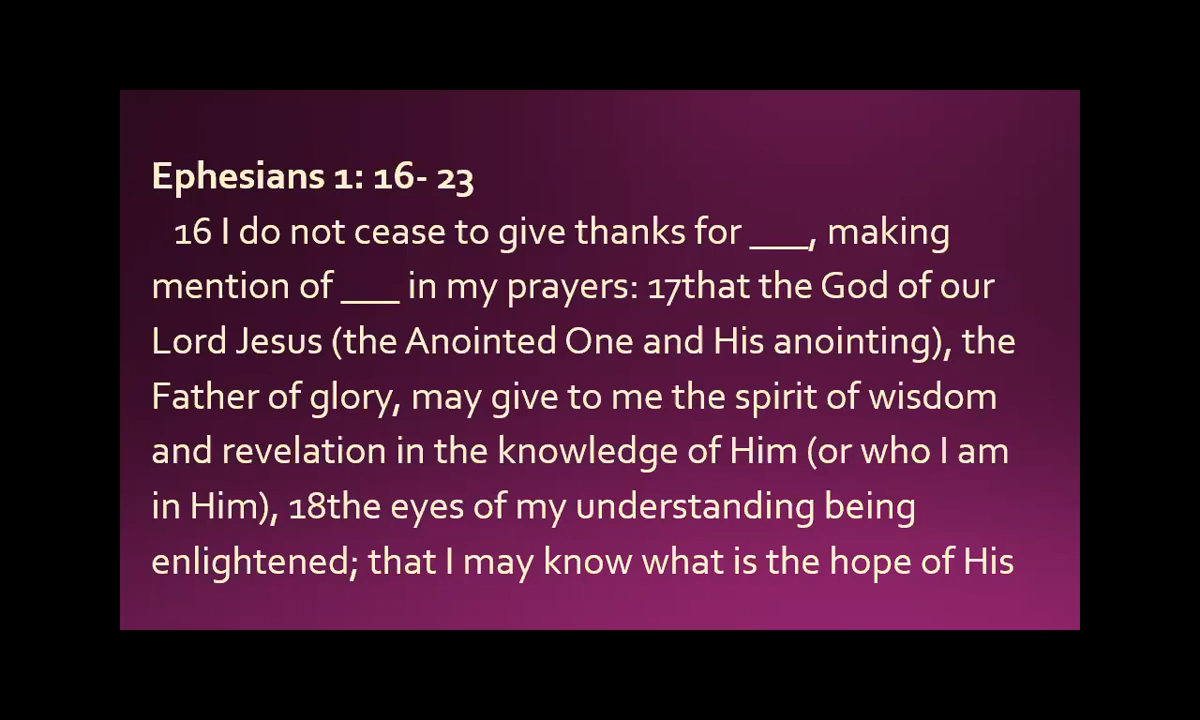 Ephesians 1: 16- 23
16 I do not cease to give thanks for ___, making
mention of ___ in my prayers: 17that the God of our
Lord Jesus (the Anointed One and His anointing), the
Father of glory, may give to me the spirit of wisdom
and revelation in the knowledge of Him (or who I am
in Him), 18the eyes of my understanding being
enlightened; that I may know what is the hope of His